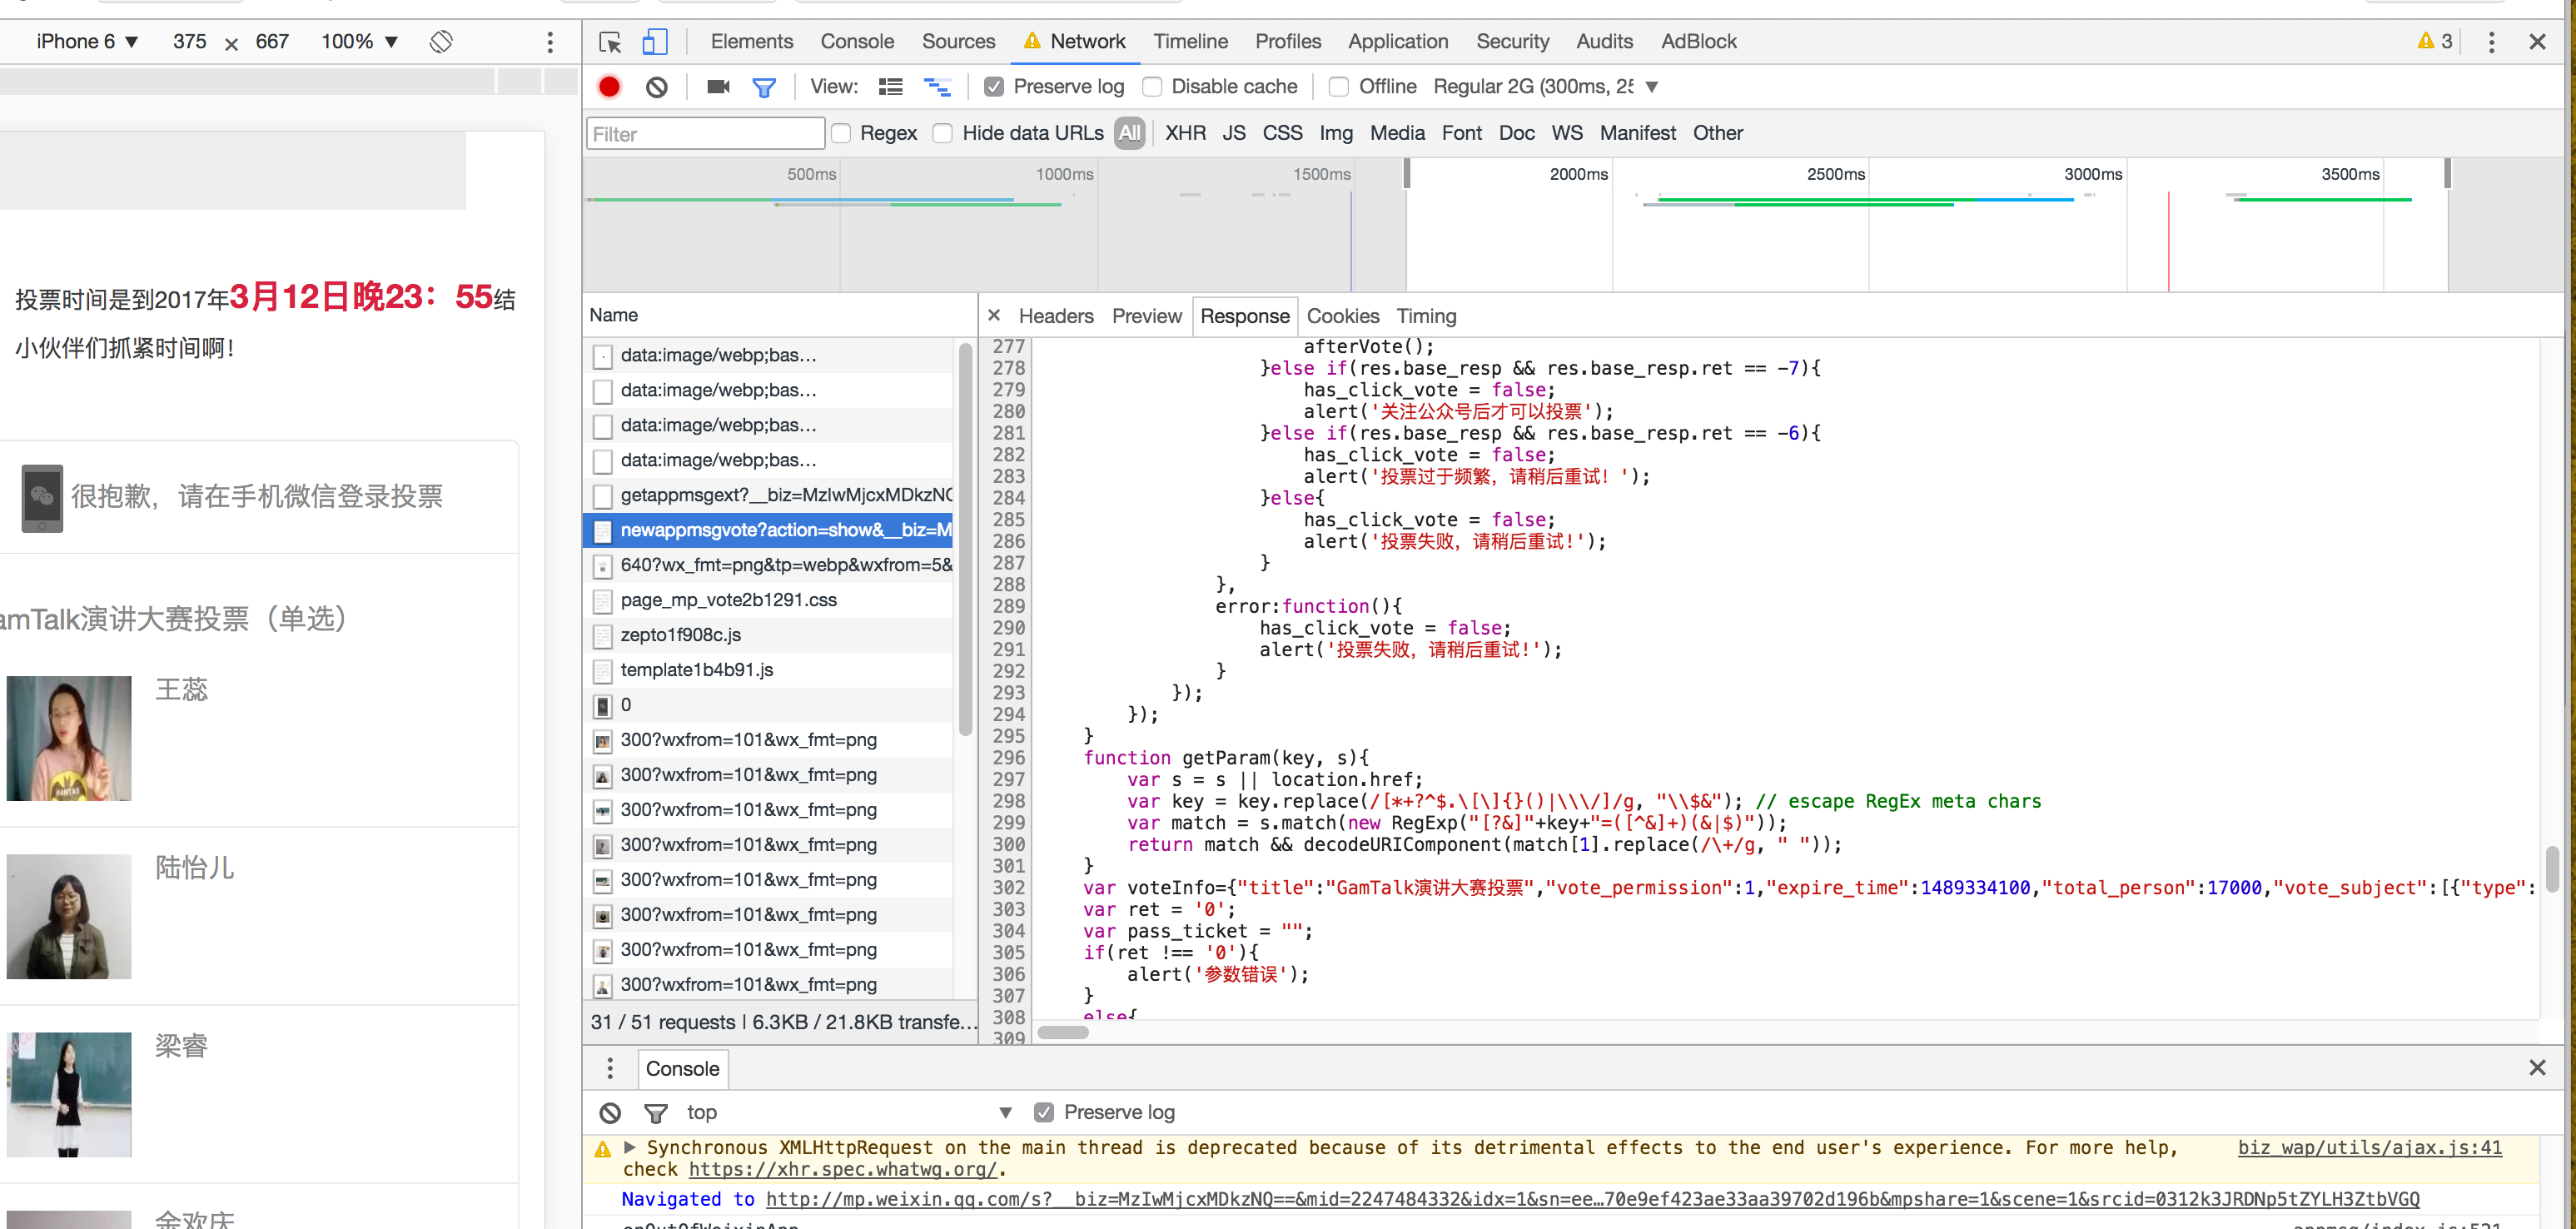 iPhone 6 ▼ 375 × 667 100% ▼
Elements Console Sources Network Timeline Profiles Application Security Audits AdBlock 3
View: Preserve log Disable cache Offline Regular 2G (300ms, 25 ▼
Filter Regex Hide data URLs All XHR JS CSS Img Media Font Doc WS Manifest Other
500ms 1000ms 1500ms 2000ms 2500ms 3000ms 3500ms
投票时间是到2017年3月12日晚23：55结
小伙伴们抓紧时间啊！
很抱歉，请在手机微信登录投票
amTalk演讲大赛投票（单选）
王蕊
陆怡儿
梁睿
金欢庆
Name
data:image/webp;bas…
data:image/webp;bas…
data:image/webp;bas…
data:image/webp;bas…
getappmsgext?__biz=MzIwMjcxMDkzNQ
newappmsgvote?action=show&__biz=M
640?wx_fmt=png&tp=webp&wxfrom=5&
page_mp_vote2b1291.css
zepto1f908c.js
template1b4b91.js
0
300?wxfrom=101&wx_fmt=png
300?wxfrom=101&wx_fmt=png
300?wxfrom=101&wx_fmt=png
300?wxfrom=101&wx_fmt=png
300?wxfrom=101&wx_fmt=png
300?wxfrom=101&wx_fmt=png
300?wxfrom=101&wx_fmt=png
300?wxfrom=101&wx_fmt=png
31 / 51 requests | 6.3KB / 21.8KB transfe…
× Headers Preview Response Cookies Timing
277 afterVote();
278 }else if(res.base_resp && res.base_resp.ret == -7){
279 has_click_vote = false;
280 alert('关注公众号后才可以投票');
281 }else if(res.base_resp && res.base_resp.ret == -6){
282 has_click_vote = false;
283 alert('投票过于频繁，请稍后重试！');
284 }else{
285 has_click_vote = false;
286 alert('投票失败，请稍后重试!');
287 }
288 },
289 error:function(){
290 has_click_vote = false;
291 alert('投票失败，请稍后重试!');
292 }
293 });
294 });
295 }
296 function getParam(key, s){
297 var s = s || location.href;
298 var key = key.replace(/[*+?^$.\[\]{}()|\\\/]/g, "\\$&"); // escape RegEx meta chars
299 var match = s.match(new RegExp("[?&]"+key+"=([^&]+)(&|$)"));
300 return match && decodeURIComponent(match[1].replace(/\+/g, " "));
301 }
302 var voteInfo={"title":"GamTalk演讲大赛投票","vote_permission":1,"expire_time":1489334100,"total_person":17000,"vote_subject":[{"type":
303 var ret = '0';
304 var pass_ticket = "";
305 if(ret !== '0'){
306 alert('参数错误');
307 }
308 else{
309
Console
top ▼ Preserve log
▶ Synchronous XMLHttpRequest on the main thread is deprecated because of its detrimental effects to the end user's experience. For more help, biz_wap/utils/ajax.js:41
check https://xhr.spec.whatwg.org/.
Navigated to http://mp.weixin.qq.com/s?__biz=MzIwMjcxMDkzNQ==&mid=2247484332&idx=1&sn=ee…70e9ef423ae33aa39702d196b&mpshare=1&scene=1&srcid=0312k3JRDNp5tZYLH3ZtbVGQ
onOutOfWeixinApp appmsg/index.js:521